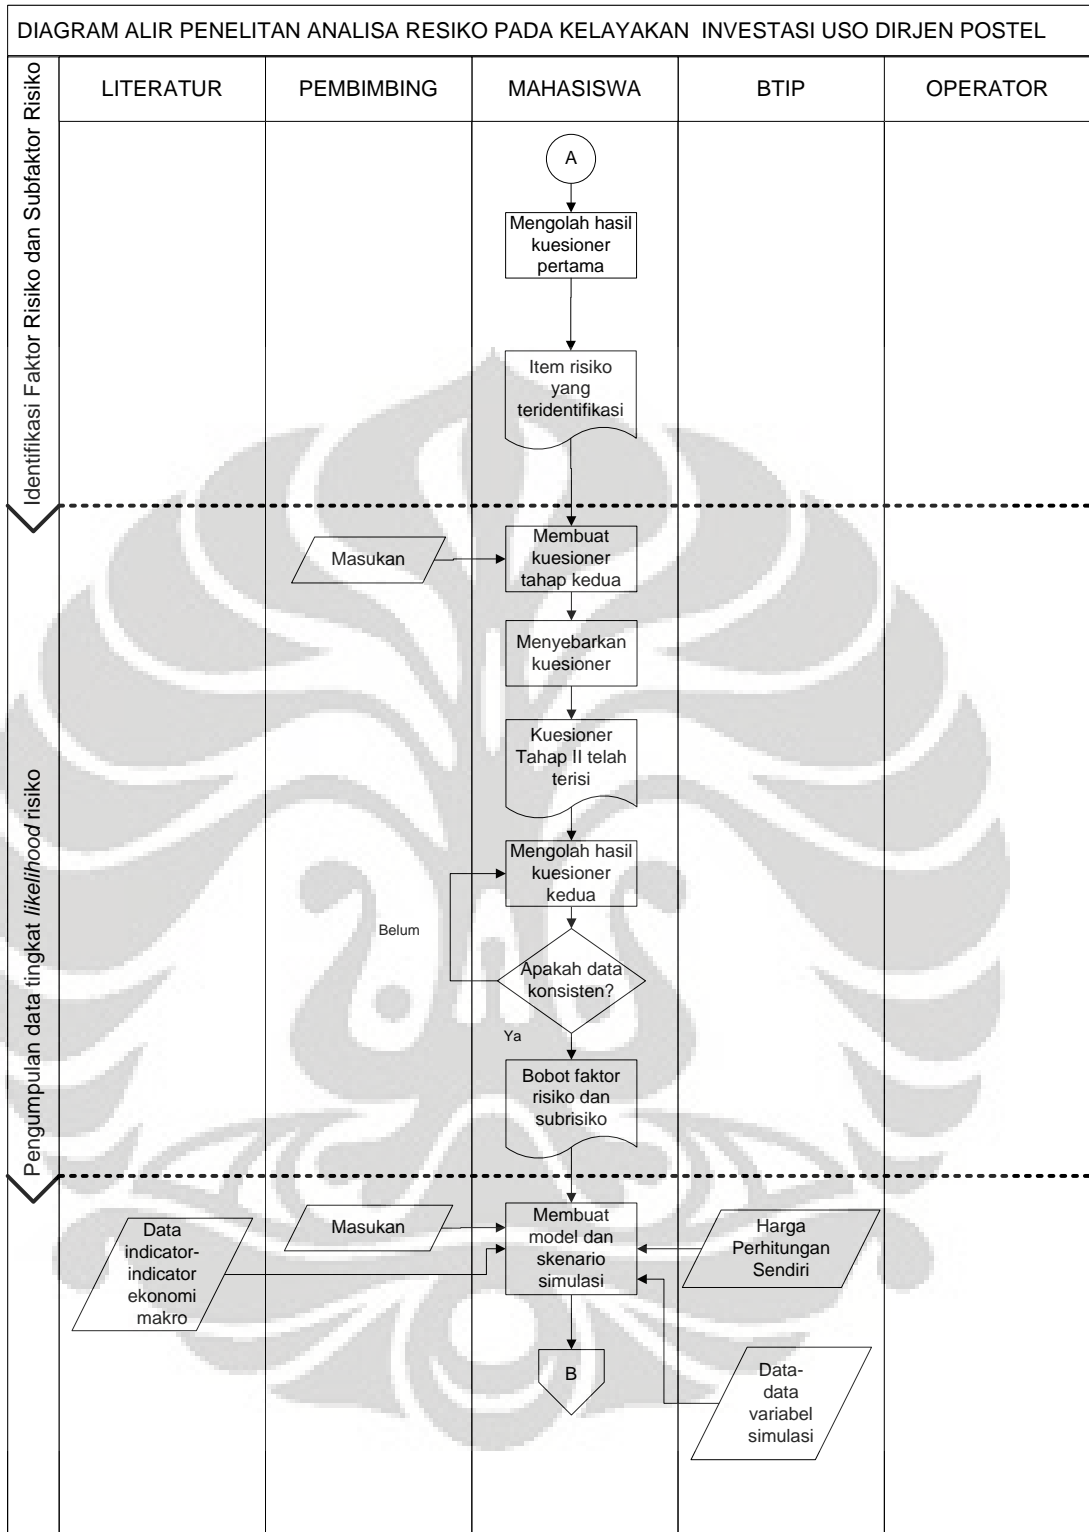 DIAGRAM ALIR PENELITAN ANALISA RESIKO PADA KELAYAKAN INVESTASI USO DIRJEN POSTEL
LITERATUR
PEMBIMBING
MAHASISWA
BTIP
OPERATOR
Identifikasi Faktor Risiko dan Subfaktor Risiko
A
Mengolah hasil
kuesioner
pertama
Item risiko
yang
teridentifikasi
Pengumpulan data tingkat likelihood risiko
Masukan
Membuat
kuesioner
tahap kedua
Menyebarkan
kuesioner
Kuesioner
Tahap II telah
terisi
Mengolah hasil
kuesioner
kedua
Belum
Apakah data
konsisten?
Ya
Bobot faktor
risiko dan
subrisiko
Data
indicator-
indicator
ekonomi
makro
Masukan
Membuat
model dan
skenario
simulasi
Harga
Perhitungan
Sendiri
B
Data-
data
variabel
simulasi